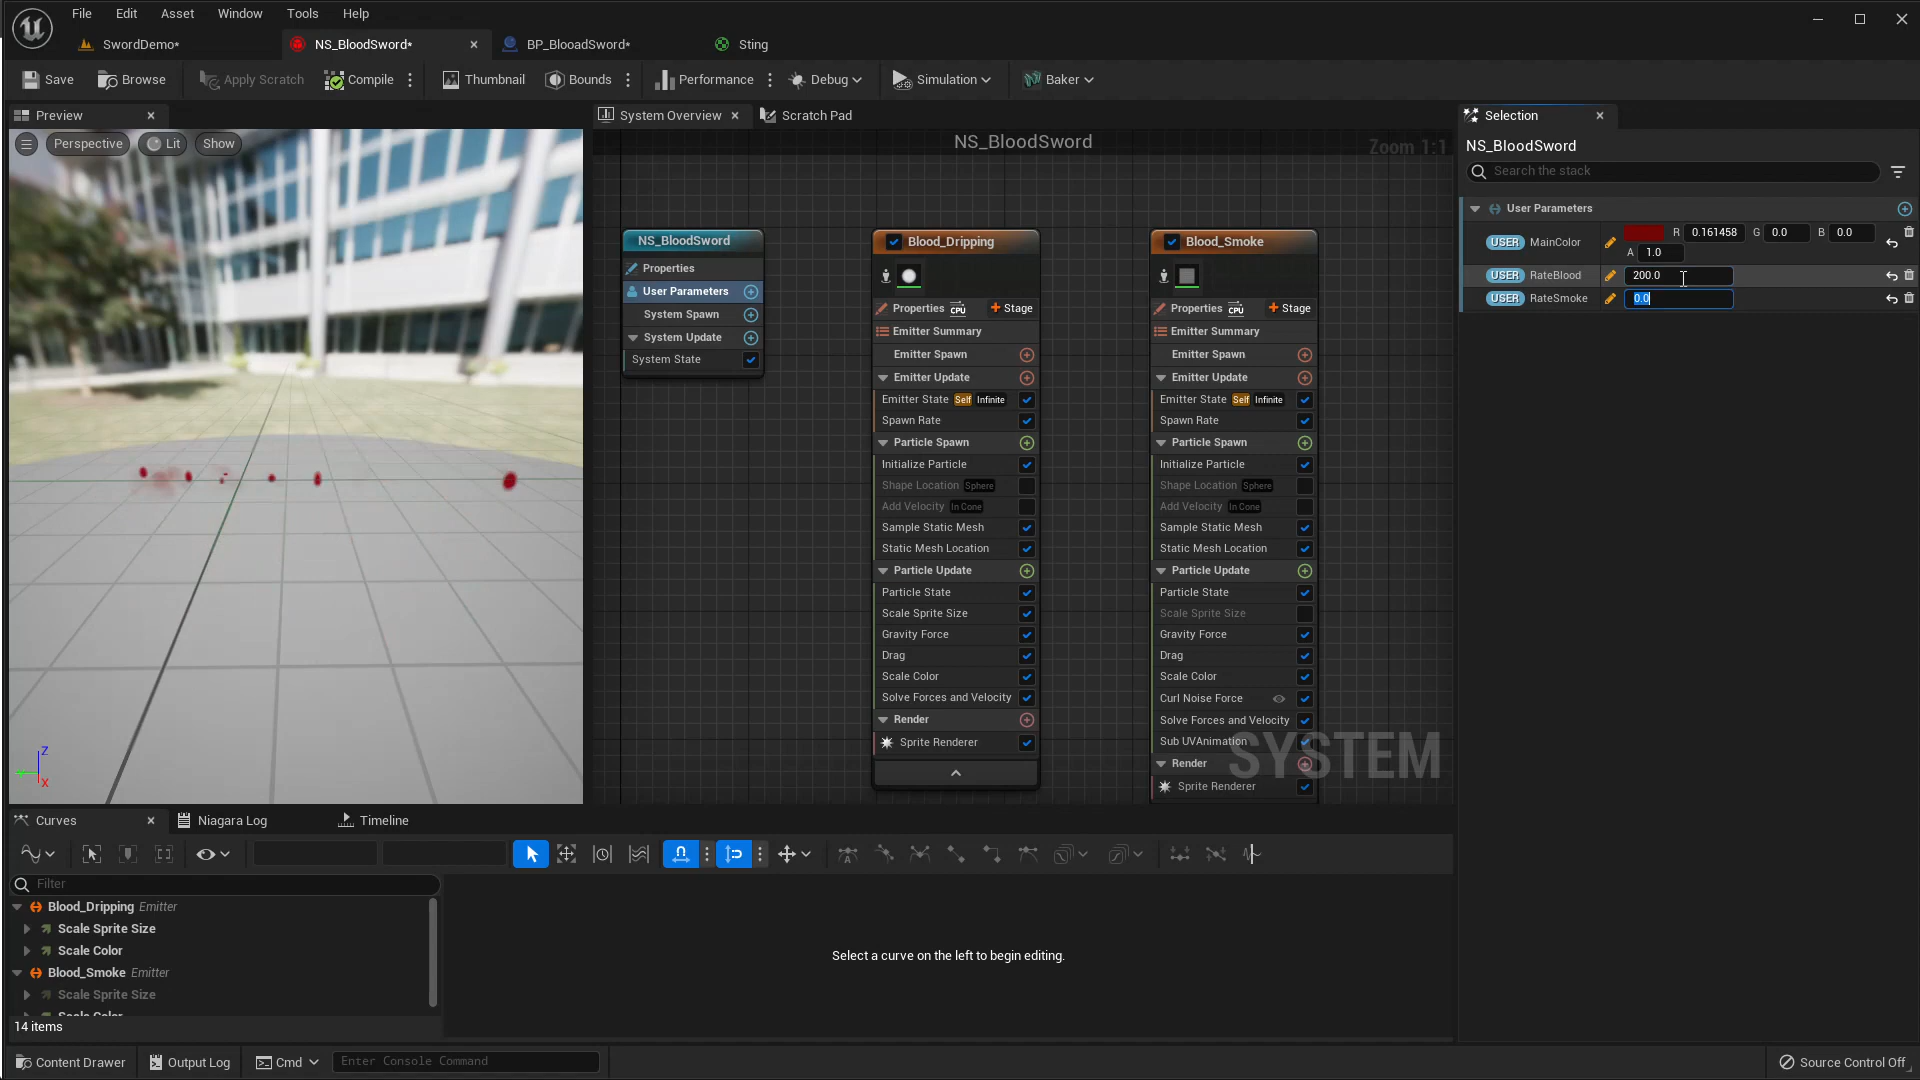 File Edit Asset Window Tools Help
SwordDemo* NS_BloodSword* BP_BlooadSword* Sting
Save Browse Apply Scratch Compile Thumbnail Bounds Performance Debug Simulation Baker
Preview System Overview Scratch Pad Selection
Perspective Lit Show
NS_BloodSword
Zoom 1:1
NS_BloodSword
Search the stack
User Parameters
USER MainColor R 0.161458 G 0.0 B 0.0
A 1.0
USER RateBlood 200.0
USER RateSmoke 0.0
NS_BloodSword
Properties
User Parameters
System Spawn
System Update
System State
Blood_Dripping
Properties CPU Stage
Emitter Summary
Emitter Spawn
Emitter Update
Emitter State Self Infinite
Spawn Rate
Particle Spawn
Initialize Particle
Shape Location Sphere
Add Velocity In Cone
Sample Static Mesh
Static Mesh Location
Particle Update
Particle State
Scale Sprite Size
Gravity Force
Drag
Scale Color
Solve Forces and Velocity
Render
Sprite Renderer
Blood_Smoke
Properties CPU Stage
Emitter Summary
Emitter Spawn
Emitter Update
Emitter State Self Infinite
Spawn Rate
Particle Spawn
Initialize Particle
Shape Location Sphere
Add Velocity In Cone
Sample Static Mesh
Static Mesh Location
Particle Update
Particle State
Scale Sprite Size
Gravity Force
Drag
Scale Color
Curl Noise Force
Solve Forces and Velocity
Sub UVAnimation
Render
Sprite Renderer
SYSTEM
Z
X
Curves Niagara Log Timeline
Filter
Blood_Dripping Emitter
Scale Sprite Size
Scale Color
Blood_Smoke Emitter
Scale Sprite Size
Scale Color
14 items
Select a curve on the left to begin editing.
Content Drawer Output Log Cmd Enter Console Command Source Control Off